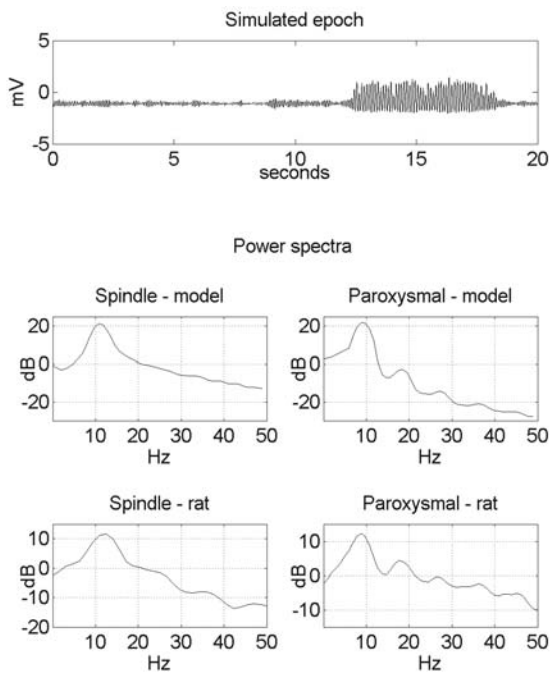 Simulated epoch
5
0
-5
mV
0 5 10 15 20
seconds
Power spectra
Spindle - model
20
0
-20
dB
10 20 30 40 50
Hz
Paroxysmal - model
20
0
-20
dB
10 20 30 40 50
Hz
Spindle - rat
10
0
-10
-20
dB
10 20 30 40 50
Hz
Paroxysmal - rat
10
0
-10
dB
10 20 30 40 50
Hz